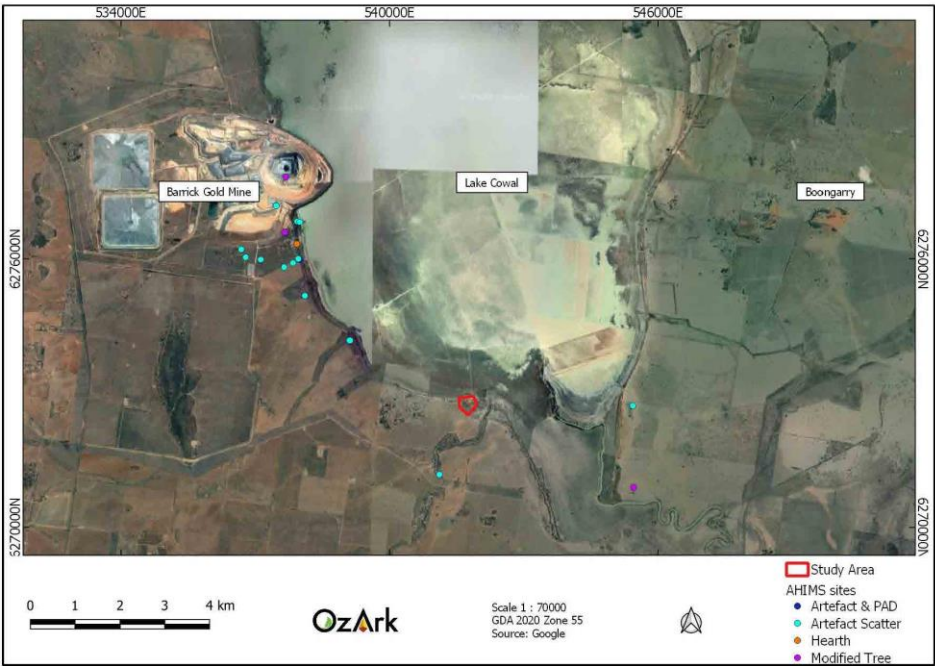 534000E 540000E 546000E
Barrick Gold Mine
Lake Cowal
Boongarry
6276000N 6276000N
6270000N 6270000N
Study Area
AHIMS sites
Artefact & PAD
Artefact Scatter
Hearth
Modified Tree
0 1 2 3 4 km
OzArk
Scale 1 : 70000
GDA 2020 Zone 55
Source: Google